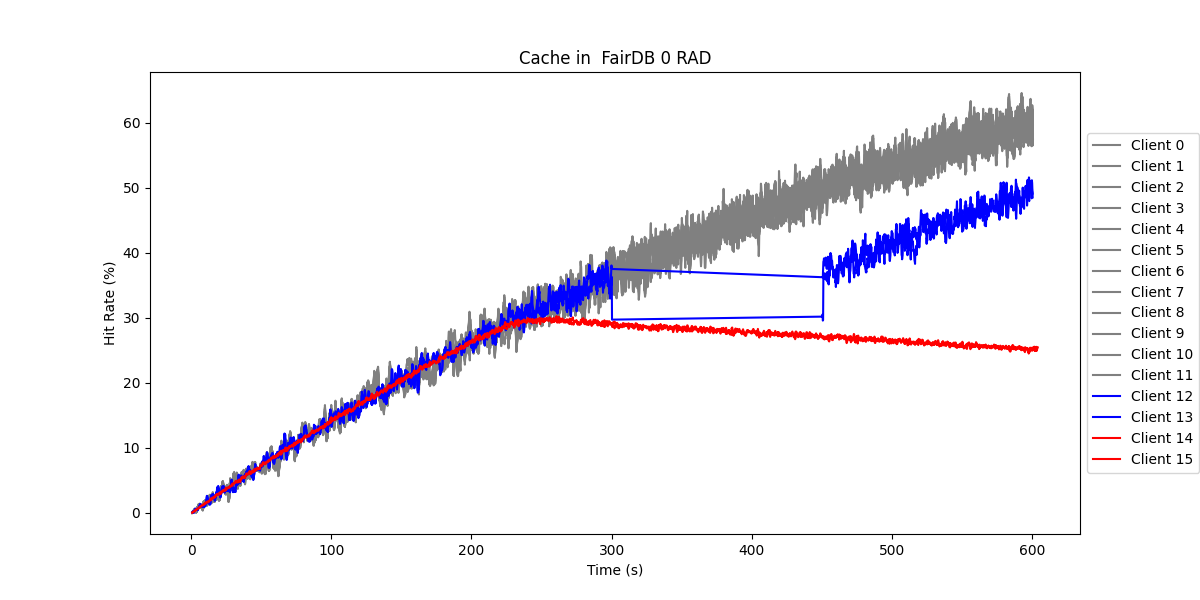 Cache in  FairDB 0 RAD
Hit Rate (%)
60
50
40
30
20
10
0
0 100 200 300 400 500 600
Time (s)
Client 0
Client 1
Client 2
Client 3
Client 4
Client 5
Client 6
Client 7
Client 8
Client 9
Client 10
Client 11
Client 12
Client 13
Client 14
Client 15